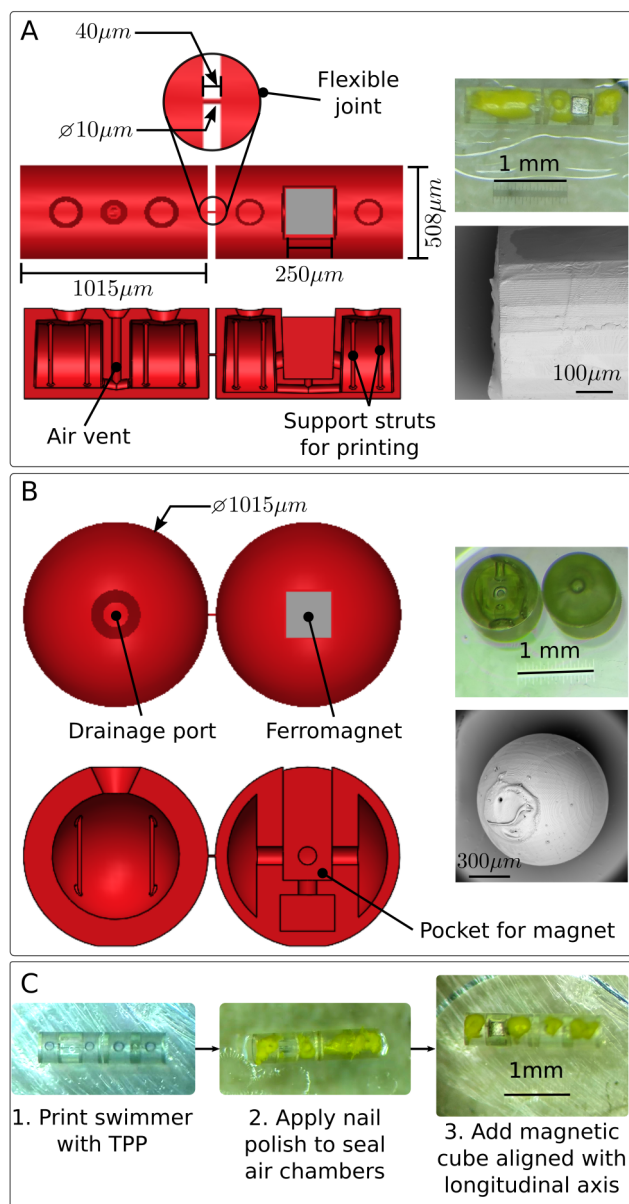 A
40μm
Flexible
joint
⌀10μm
1 mm
508μm
1015μm
250μm
100μm
Air vent
Support struts
for printing
B
⌀1015μm
1 mm
Drainage port
Ferromagnet
300μm
Pocket for magnet
C
1mm
1. Print swimmer
with TPP
2. Apply nail
polish to seal
air chambers
3. Add magnetic
cube aligned with
longitudinal axis